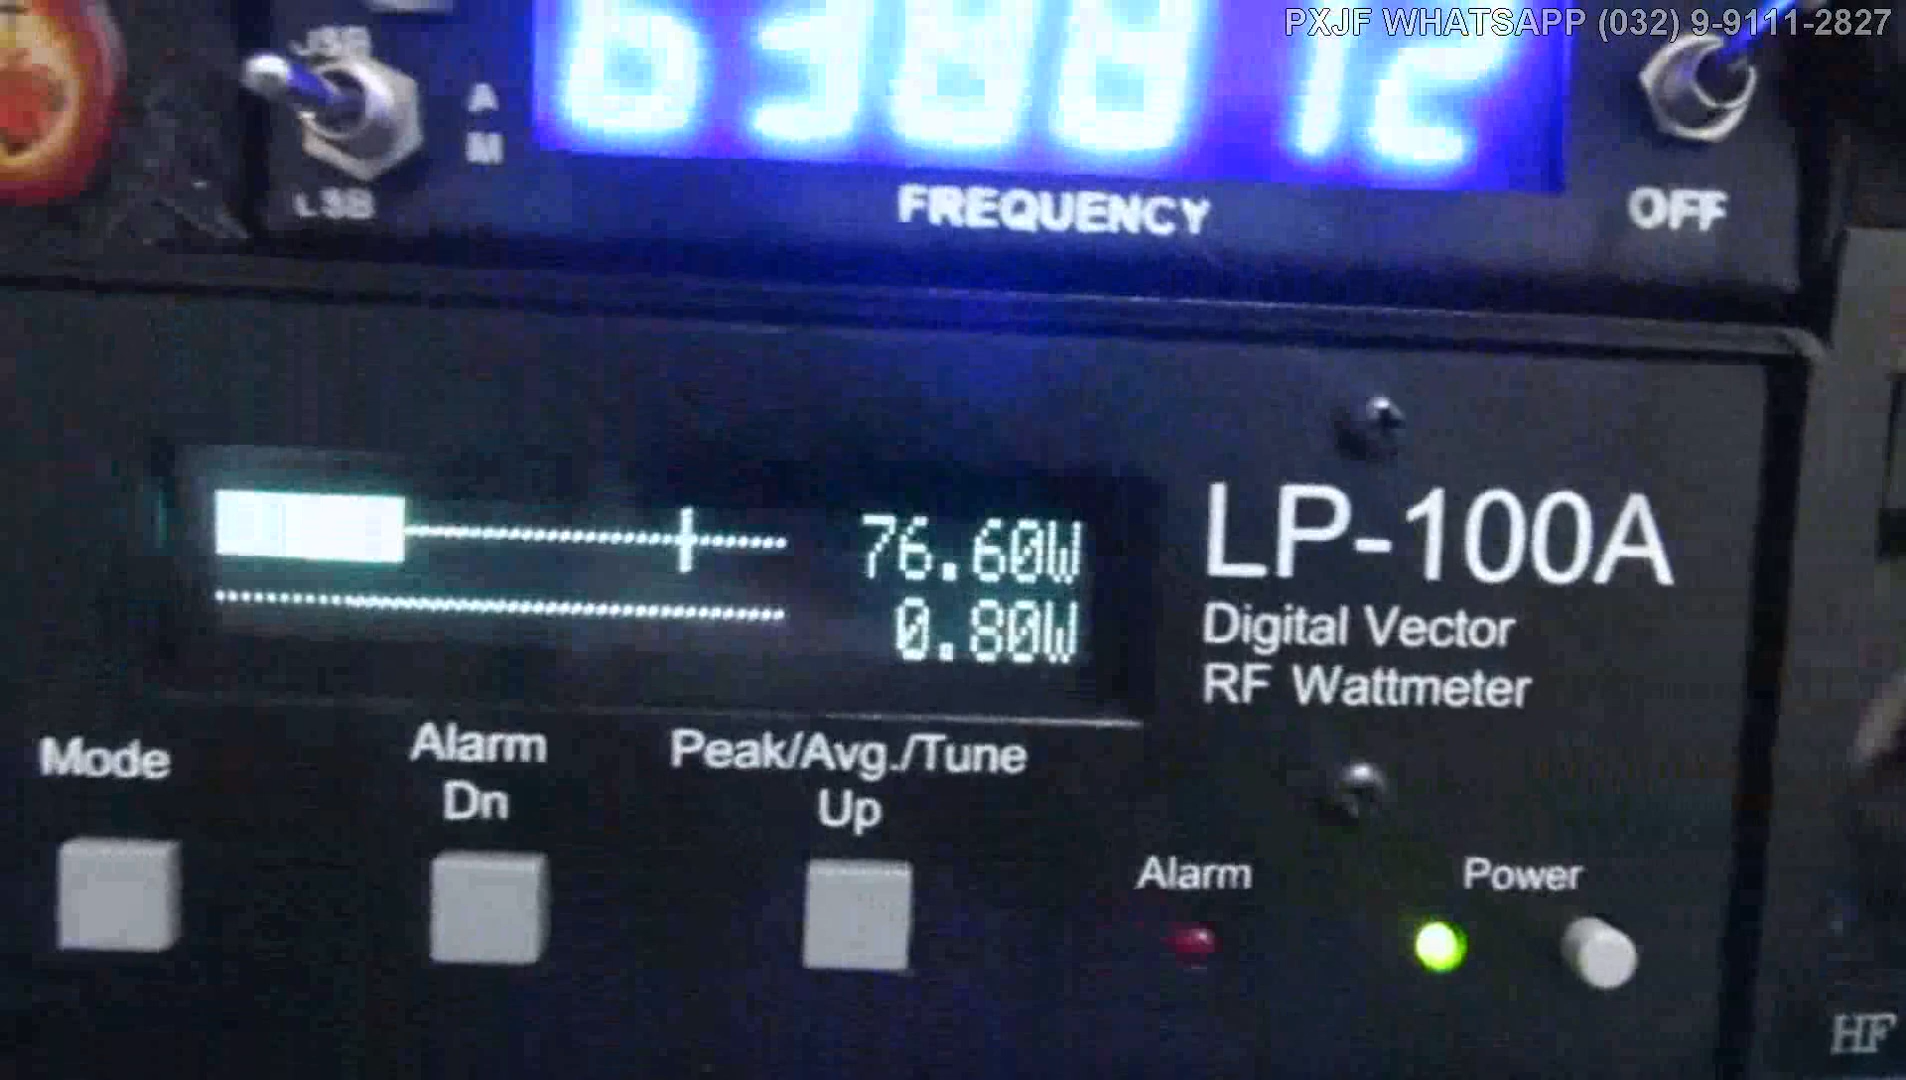 PXJF WHATSAPP (032) 9-9111-2827
A
M
LSB
FREQUENCY
OFF
76.60W
0.80W
LP-100A
Digital Vector
RF Wattmeter
Mode
Alarm
Dn
Peak/Avg./Tune
Up
Alarm
Power
HF